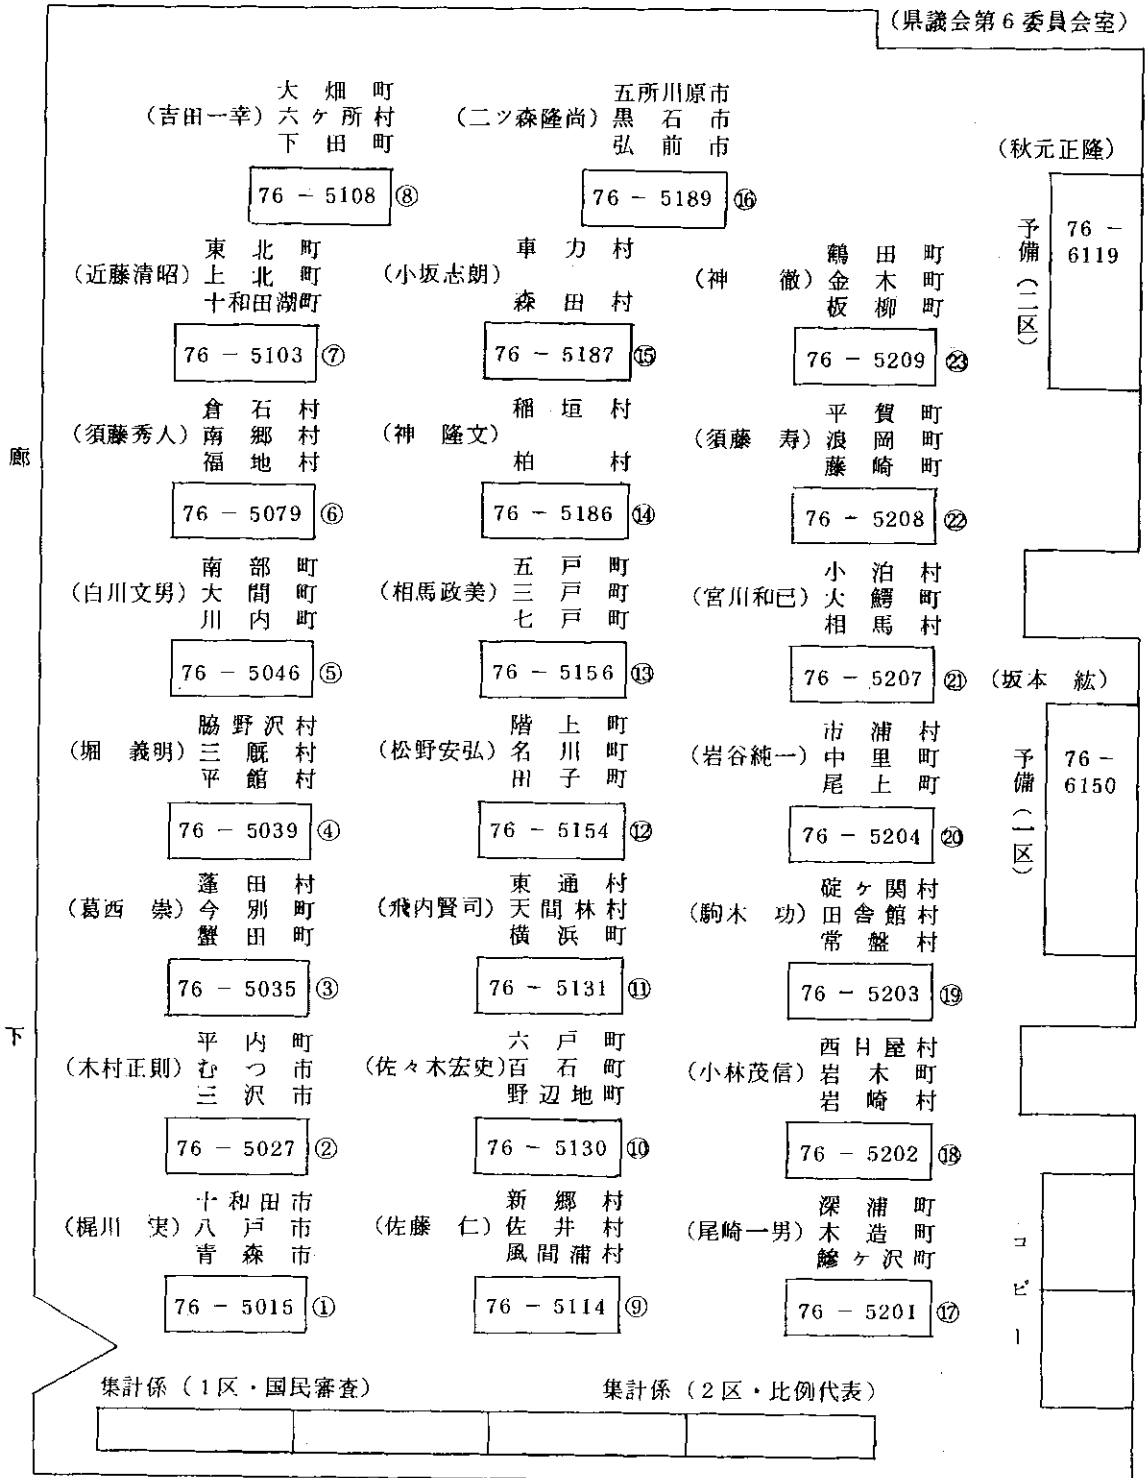 (県議会第6委員会室)
大畑町
(吉田一幸) 六ケ所村
下田町
76-5108 ⑧
五所川原市
(二ツ森隆尚) 黒石市
弘前市
76-5189 ⑯
(秋元正隆)
予備(二区)
76-
6119
東北町
(近藤清昭) 上北町
十和田湖町
76-5103 ⑦
車力村
(小坂志朗)
森田村
76-5187 ⑮
鶴田町
(神 徹) 金木町
板柳町
76-5209 ㉓
倉石村
(須藤秀人) 南郷村
福地村
76-5079 ⑥
稲垣村
(神 隆文)
柏村
76-5186 ⑭
平賀町
(須藤 寿) 浪岡町
藤崎町
76-5208 ㉒
廊下
南部町
(白川文男) 大間町
川内町
76-5046 ⑤
五戸町
(相馬政美) 三戸町
七戸町
76-5156 ⑬
小泊村
(宮川和已) 大鰐町
相馬村
76-5207 ㉑
(坂本 紘)
予備(一区)
76-
6150
脇野沢村
(堀 義明) 三厩村
平館村
76-5039 ④
階上町
(松野安弘) 名川町
田子町
76-5154 ⑫
市浦村
(岩谷純一) 中里町
尾上町
76-5204 ⑳
蓬田村
(葛西 崇) 今別町
蟹田町
76-5035 ③
東通村
(飛内賢司) 天間林村
横浜町
76-5131 ⑪
碇ケ関村
(駒木 功) 田舎館村
常盤村
76-5203 ⑲
平内町
(木村正則) むつ市
三沢市
76-5027 ②
六戸町
(佐々木宏史) 百石町
野辺地町
76-5130 ⑩
西目屋村
(小林茂信) 岩木町
岩崎村
76-5202 ⑱
十和田市
(梶川 実) 八戸市
青森市
76-5015 ①
新郷村
(佐藤 仁) 佐井村
風間浦村
76-5114 ⑨
深浦町
(尾崎一男) 木造町
鰺ケ沢町
76-5201 ⑰
コピー
集計係(1区・国民審査)
集計係(2区・比例代表)